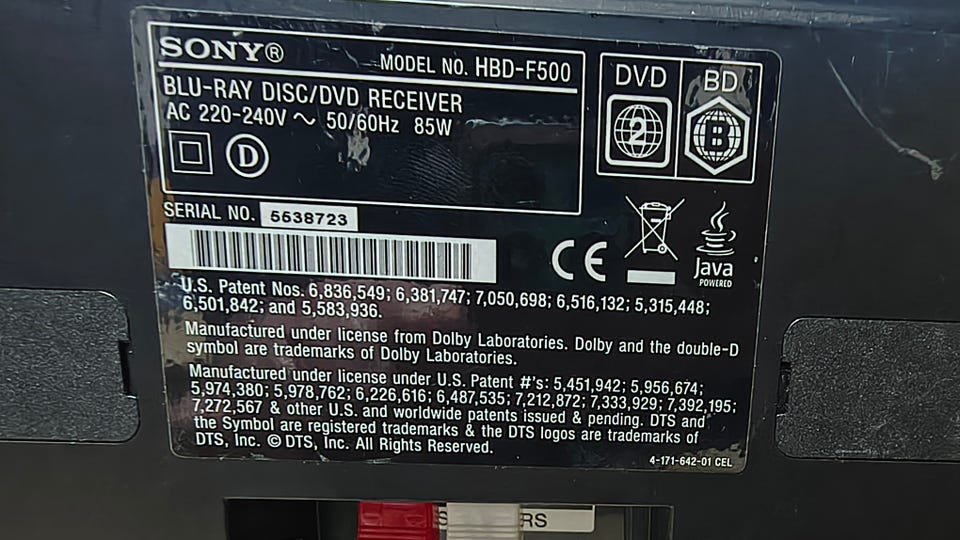 SONY®
MODEL NO. HBD-F500
BLU-RAY DISC/DVD RECEIVER
AC 220-240V ~ 50/60Hz 85W
D
DVD
2
BD
B
SERIAL NO. 5638723
CE
Java
POWERED
U.S. Patent Nos. 6,836,549; 6,381,747; 7,050,698; 6,516,132; 5,315,448;
6,501,842; and 5,583,936.
Manufactured under license from Dolby Laboratories. Dolby and the double-D
symbol are trademarks of Dolby Laboratories.
Manufactured under license under U.S. Patent #'s: 5,451,942; 5,956,674;
5,974,380; 5,978,762; 6,226,616; 6,487,535; 7,212,872; 7,333,929; 7,392,195;
7,272,567 & other U.S. and worldwide patents issued & pending. DTS and
the Symbol are registered trademarks & the DTS logos are trademarks of
DTS, Inc. © DTS, Inc. All Rights Reserved.
4-171-642-01 CEL